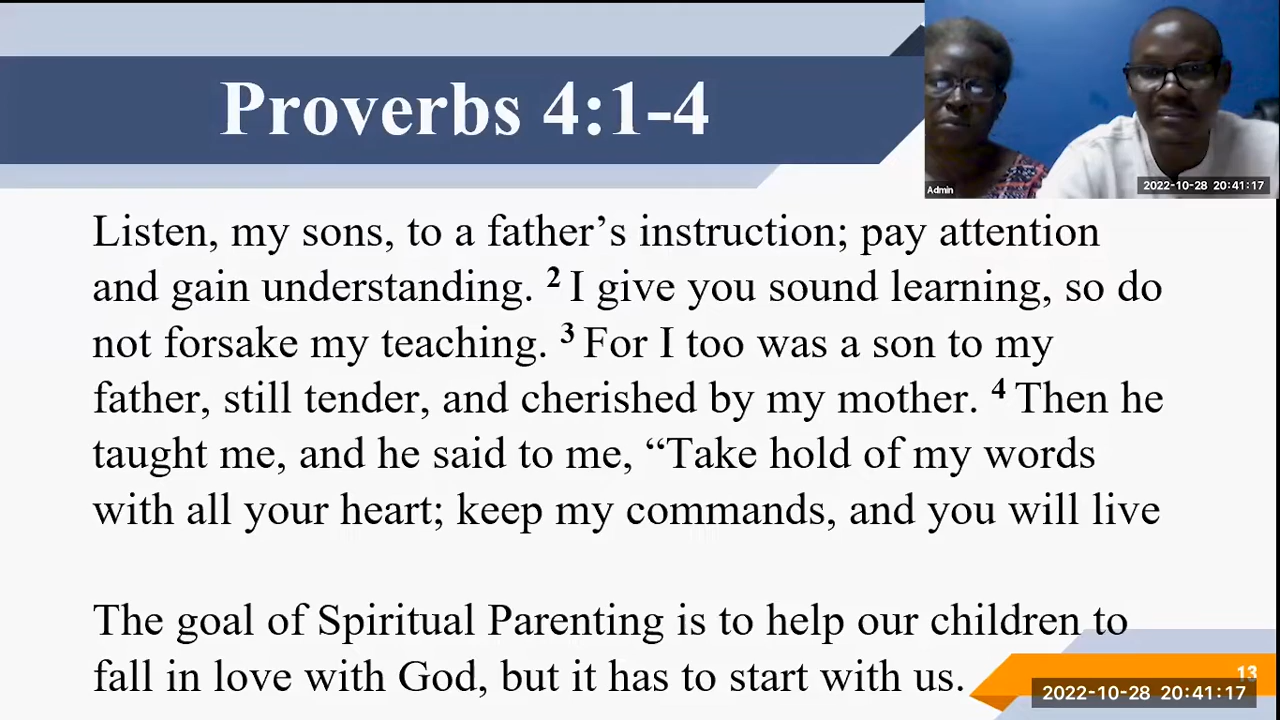 Proverbs 4:1-4
Admin
2022-10-28 20:41:17
Listen, my sons, to a father’s instruction; pay attention
and gain understanding. 2 I give you sound learning, so do
not forsake my teaching. 3 For I too was a son to my
father, still tender, and cherished by my mother. 4 Then he
taught me, and he said to me, “Take hold of my words
with all your heart; keep my commands, and you will live
The goal of Spiritual Parenting is to help our children to
fall in love with God, but it has to start with us.
13
2022-10-28 20:41:17